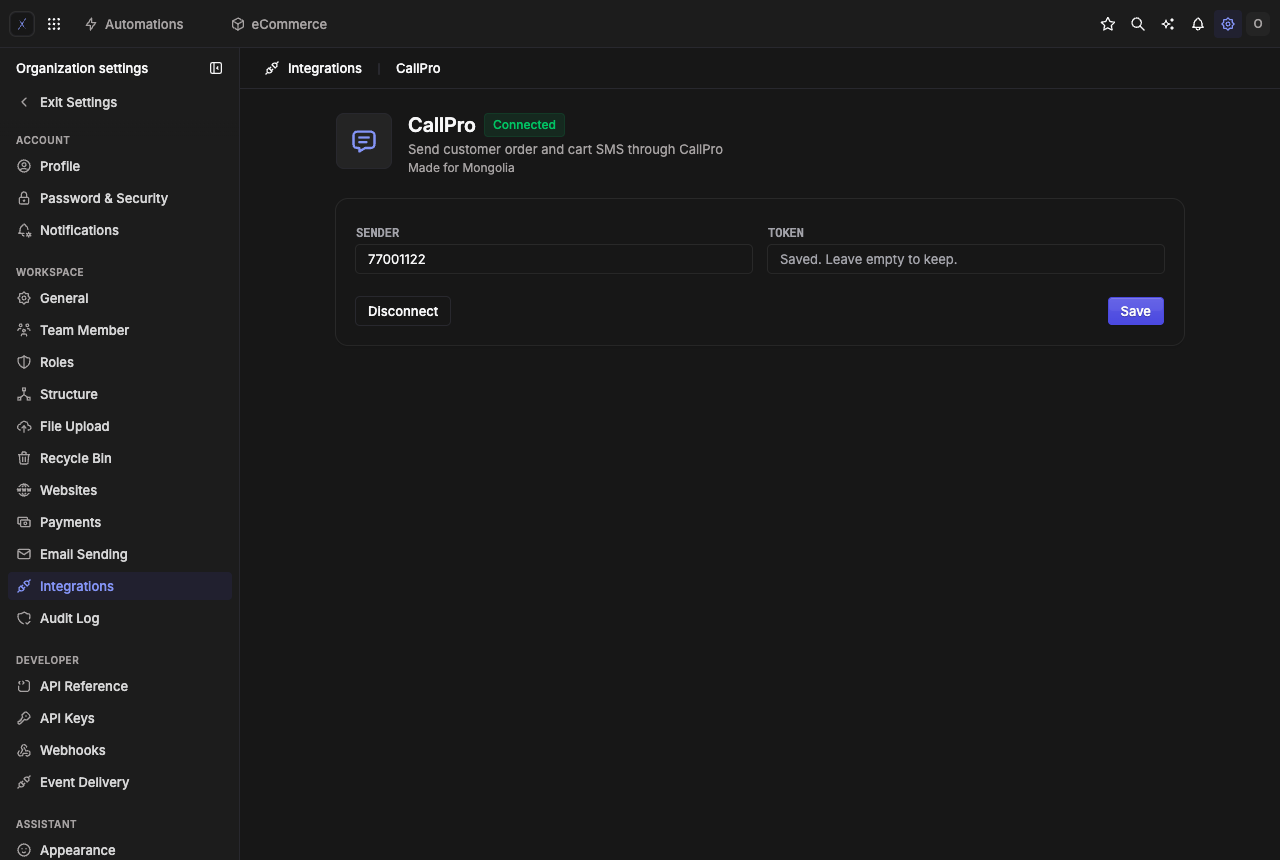 Automations
eCommerce
O
Organization settings
Integrations
CallPro
Exit Settings
ACCOUNT
Profile
Password & Security
Notifications
WORKSPACE
General
Team Member
Roles
Structure
File Upload
Recycle Bin
Websites
Payments
Email Sending
Integrations
Audit Log
DEVELOPER
API Reference
API Keys
Webhooks
Event Delivery
ASSISTANT
Appearance
CallPro
Connected
Send customer order and cart SMS through CallPro
Made for Mongolia
SENDER
77001122
TOKEN
Saved. Leave empty to keep.
Disconnect
Save